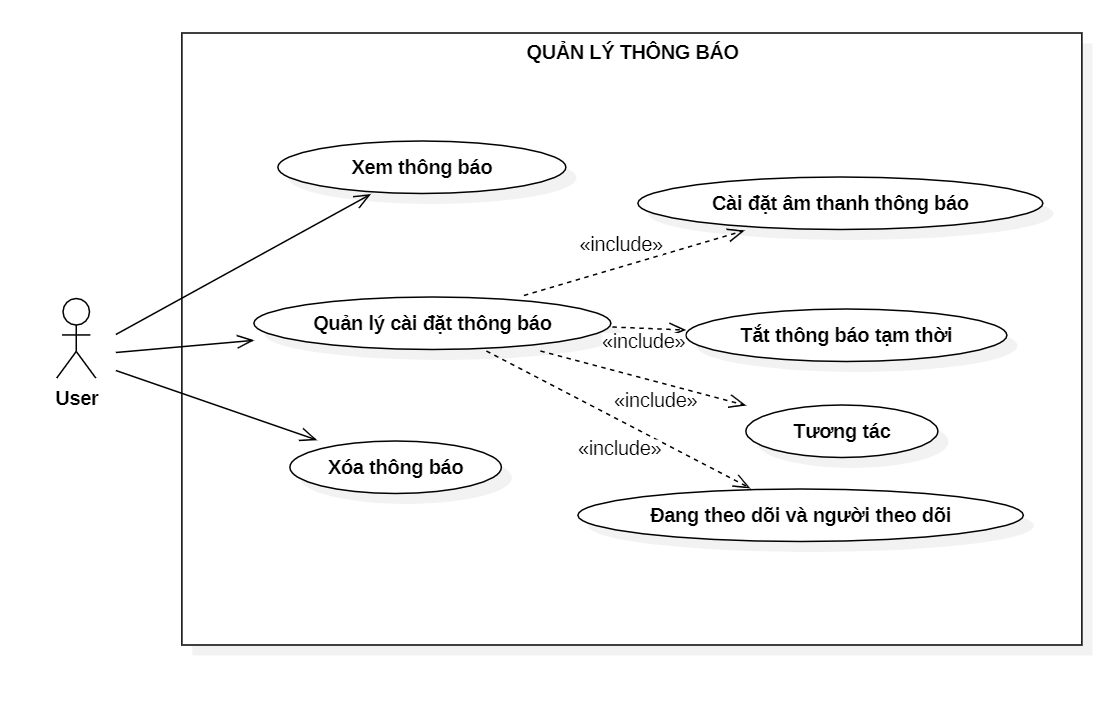 QUẢN LÝ THÔNG BÁO
Xem thông báo
Cài đặt âm thanh thông báo
«include»
Quản lý cài đặt thông báo
Tắt thông báo tạm thời
«include»
User
«include»
Tương tác
«include»
Xóa thông báo
Đang theo dõi và người theo dõi